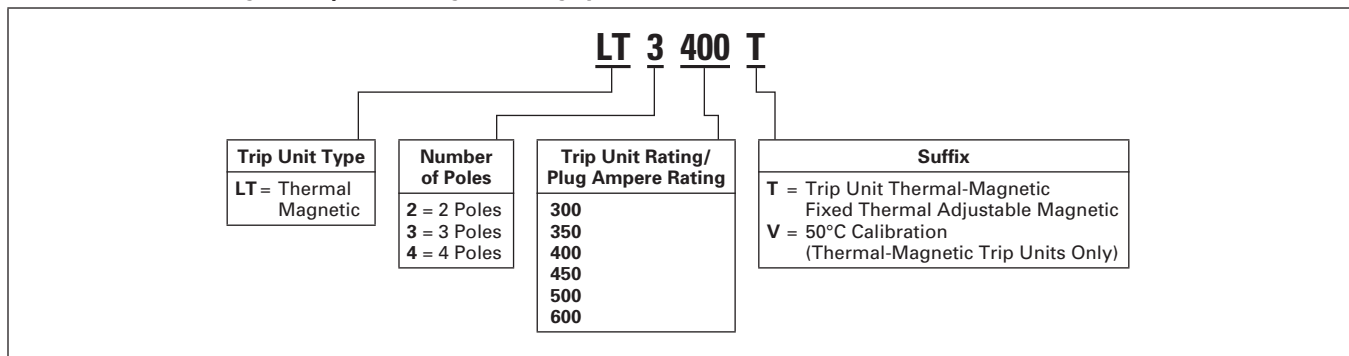 LT 3 400 T
Trip Unit Type
LT = Thermal
Magnetic
Number
of Poles
2 = 2 Poles
3 = 3 Poles
4 = 4 Poles
Trip Unit Rating/
Plug Ampere Rating
300
350
400
450
500
600
Suffix
T = Trip Unit Thermal-Magnetic
Fixed Thermal Adjustable Magnetic
V = 50°C Calibration
(Thermal-Magnetic Trip Units Only)